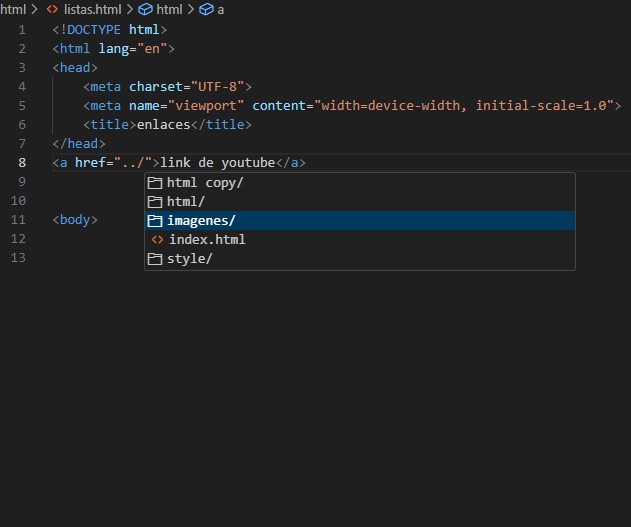 html > listas.html > html > a
1 <!DOCTYPE html>
2 <html lang="en">
3 <head>
4 <meta charset="UTF-8">
5 <meta name="viewport" content="width=device-width, initial-scale=1.0">
6 <title>enlaces</title>
7 </head>
8 <a href="../">link de youtube</a>
9 html copy/
10 html/
11 <body> imagenes/
12 index.html
13 style/